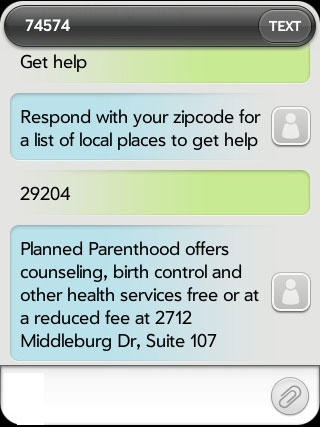 74574
TEXT
Get help
Respond with your zipcode for
a list of local places to get help
29204
Planned Parenthood offers
counseling, birth control and
other health services free or at
a reduced fee at 2712
Middleburg Dr, Suite 107